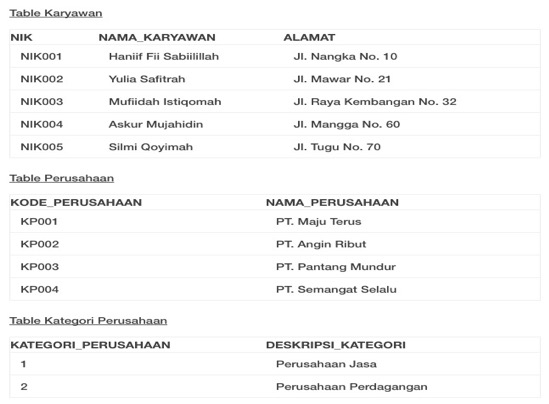 Table Karyawan
NIK NAMA_KARYAWAN ALAMAT
NIK001 Haniif Fii Sabiilillah Jl. Nangka No. 10
NIK002 Yulia Safitrah Jl. Mawar No. 21
NIK003 Mufiidah Istiqomah Jl. Raya Kembangan No. 32
NIK004 Askur Mujahidin Jl. Mangga No. 60
NIK005 Silmi Qoyimah Jl. Tugu No. 70
Table Perusahaan
KODE_PERUSAHAAN NAMA_PERUSAHAAN
KP001 PT. Maju Terus
KP002 PT. Angin Ribut
KP003 PT. Pantang Mundur
KP004 PT. Semangat Selalu
Table Kategori Perusahaan
KATEGORI_PERUSAHAAN DESKRIPSI_KATEGORI
1 Perusahaan Jasa
2 Perusahaan Perdagangan